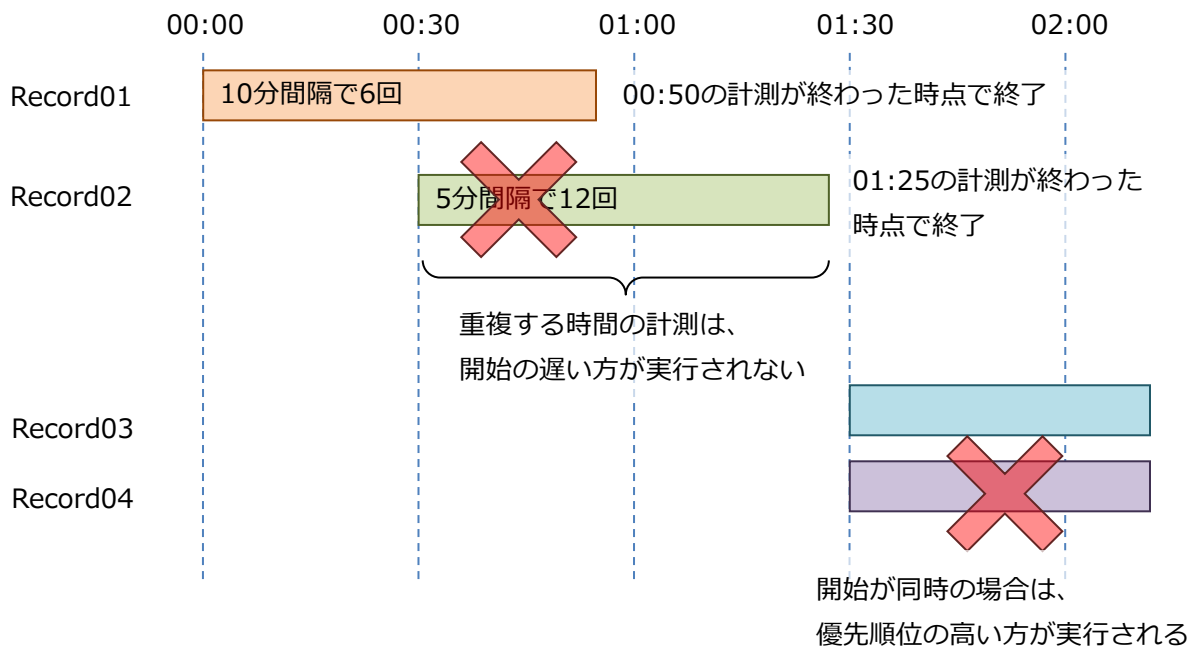 00:00 00:30 01:00 01:30 02:00
Record01 10分間隔で6回 00:50の計測が終わった時点で終了
Record02 5分間隔で12回 01:25の計測が終わった
時点で終了
重複する時間の計測は、
開始の遅い方が実行されない
Record03
Record04
開始が同時の場合は、
優先順位の高い方が実行される